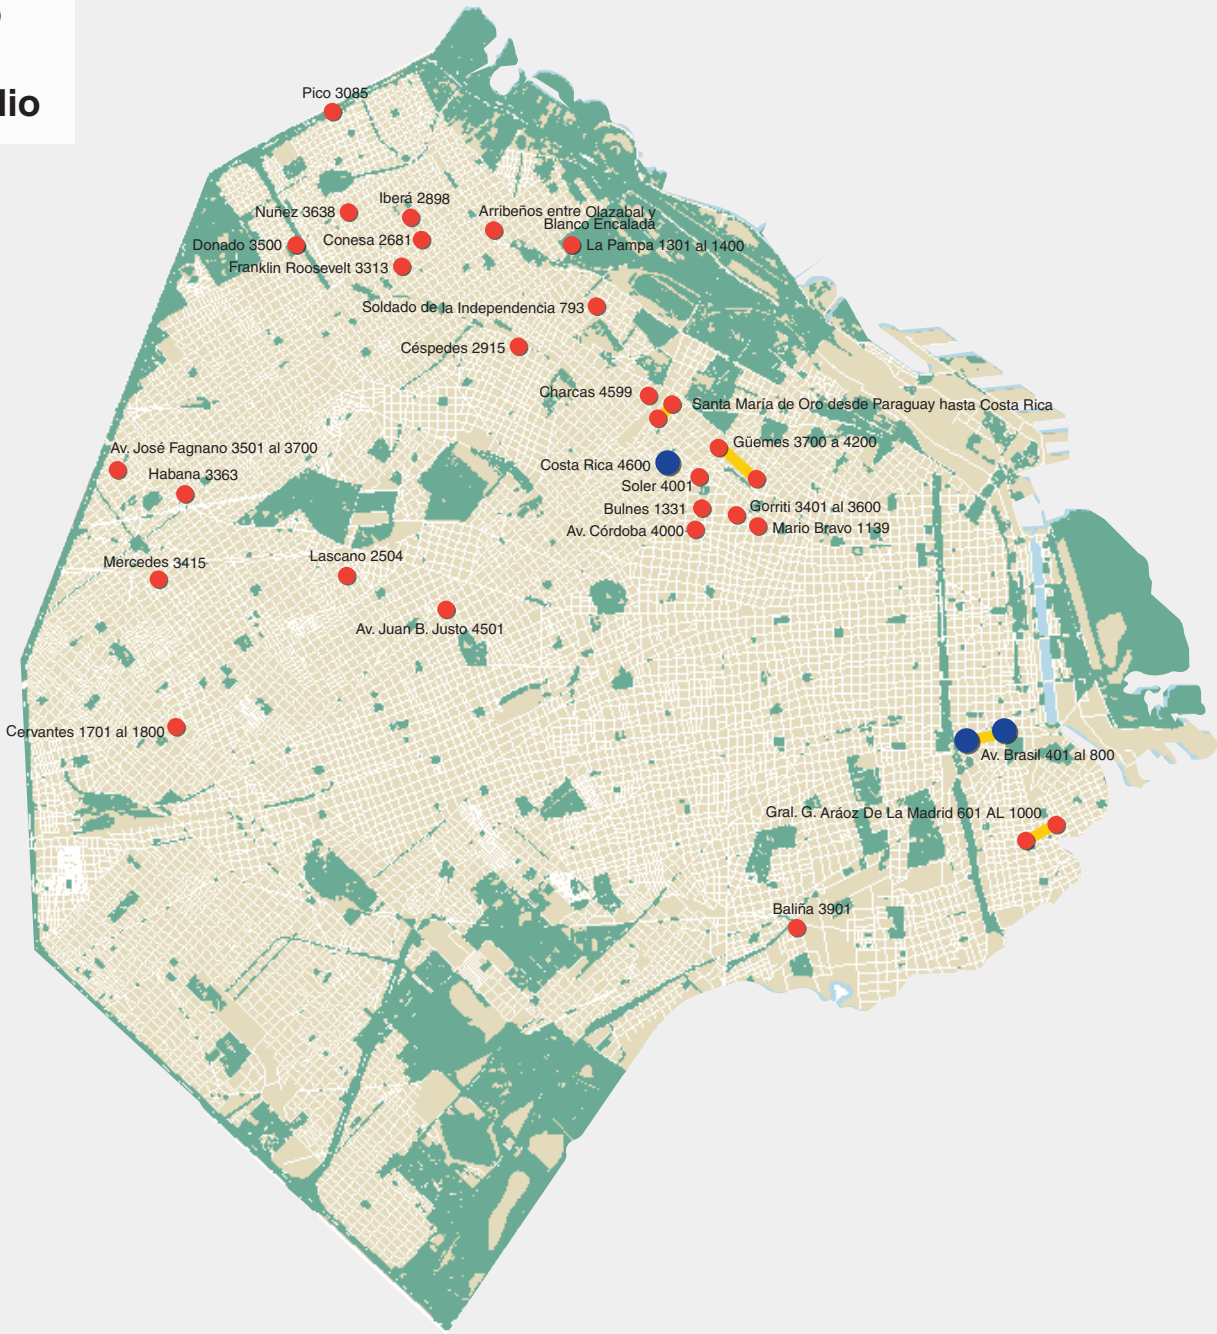 lio
Pico 3085
Iberá 2898
Nuñez 3638
Arribeños entre Olazabal y
Blanco Encalada
Donado 3500
Conesa 2681
La Pampa 1301 al 1400
Franklin Roosevelt 3313
Soldado de la Independencia 793
Céspedes 2915
Charcas 4599
Santa María de Oro desde Paraguay hasta Costa Rica
Av. José Fagnano 3501 al 3700
Güemes 3700 a 4200
Habana 3363
Costa Rica 4600
Soler 4001
Bulnes 1331
Gorriti 3401 al 3600
Av. Córdoba 4000
Mario Bravo 1139
Mercedes 3415
Lascano 2504
Av. Juan B. Justo 4501
Cervantes 1701 al 1800
Av. Brasil 401 al 800
Gral. G. Aráoz De La Madrid 601 AL 1000
Baliña 3901